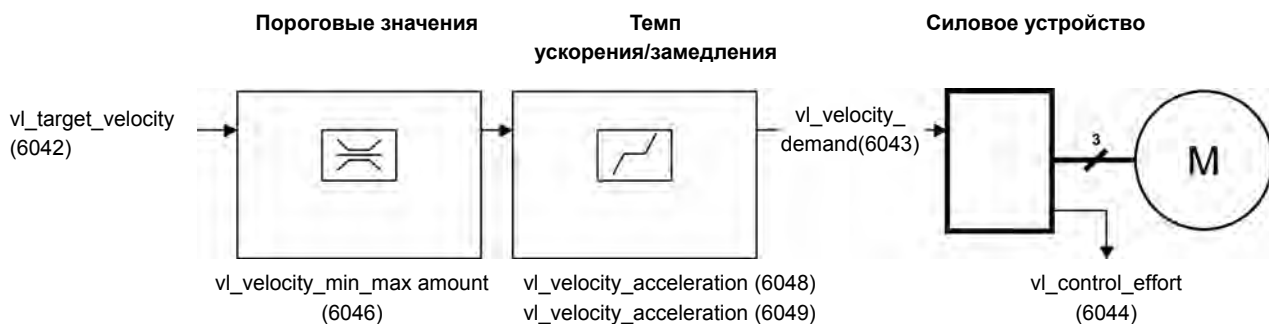 Пороговые значения
Темп
ускорения/замедления
Силовое устройство
vl_target_velocity
(6042)
vl_velocity_
demand(6043)
3
M
vl_velocity_min_max amount
(6046)
vl_velocity_acceleration (6048)
vl_velocity_acceleration (6049)
vl_control_effort
(6044)